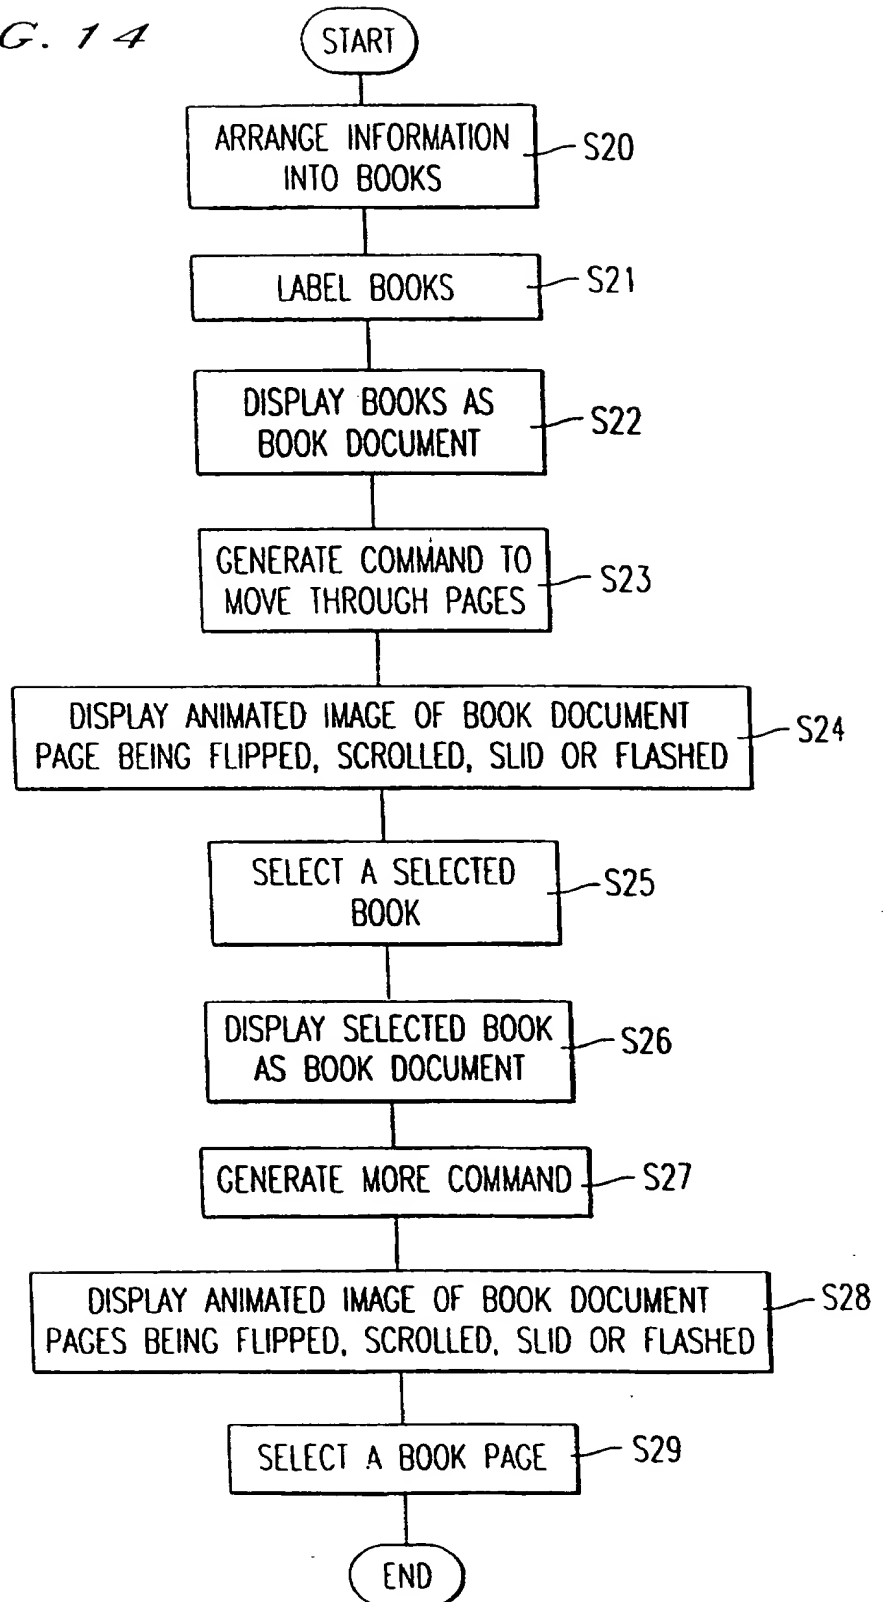 G. 14
START
ARRANGE INFORMATION
INTO BOOKS
S20
LABEL BOOKS
S21
DISPLAY BOOKS AS
BOOK DOCUMENT
S22
GENERATE COMMAND TO
MOVE THROUGH PAGES
S23
DISPLAY ANIMATED IMAGE OF BOOK DOCUMENT
PAGE BEING FLIPPED, SCROLLED, SLID OR FLASHED
S24
SELECT A SELECTED
BOOK
S25
DISPLAY SELECTED BOOK
AS BOOK DOCUMENT
S26
GENERATE MORE COMMAND
S27
DISPLAY ANIMATED IMAGE OF BOOK DOCUMENT
PAGES BEING FLIPPED, SCROLLED, SLID OR FLASHED
S28
SELECT A BOOK PAGE
S29
END